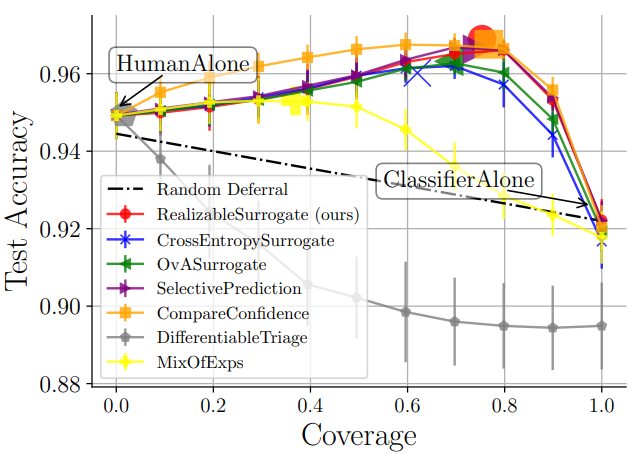 Test Accuracy
0.96
0.94
0.92
0.90
0.88
HumanAlone
ClassifierAlone
Random Deferral
RealizableSurrogate (ours)
CrossEntropySurrogate
OvASurrogate
SelectivePrediction
CompareConfidence
DifferentiableTriage
MixOfExps
0.0 0.2 0.4 0.6 0.8 1.0
Coverage